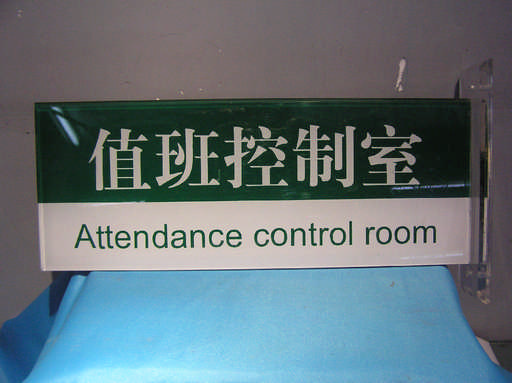 值班控制室
Attendance control room